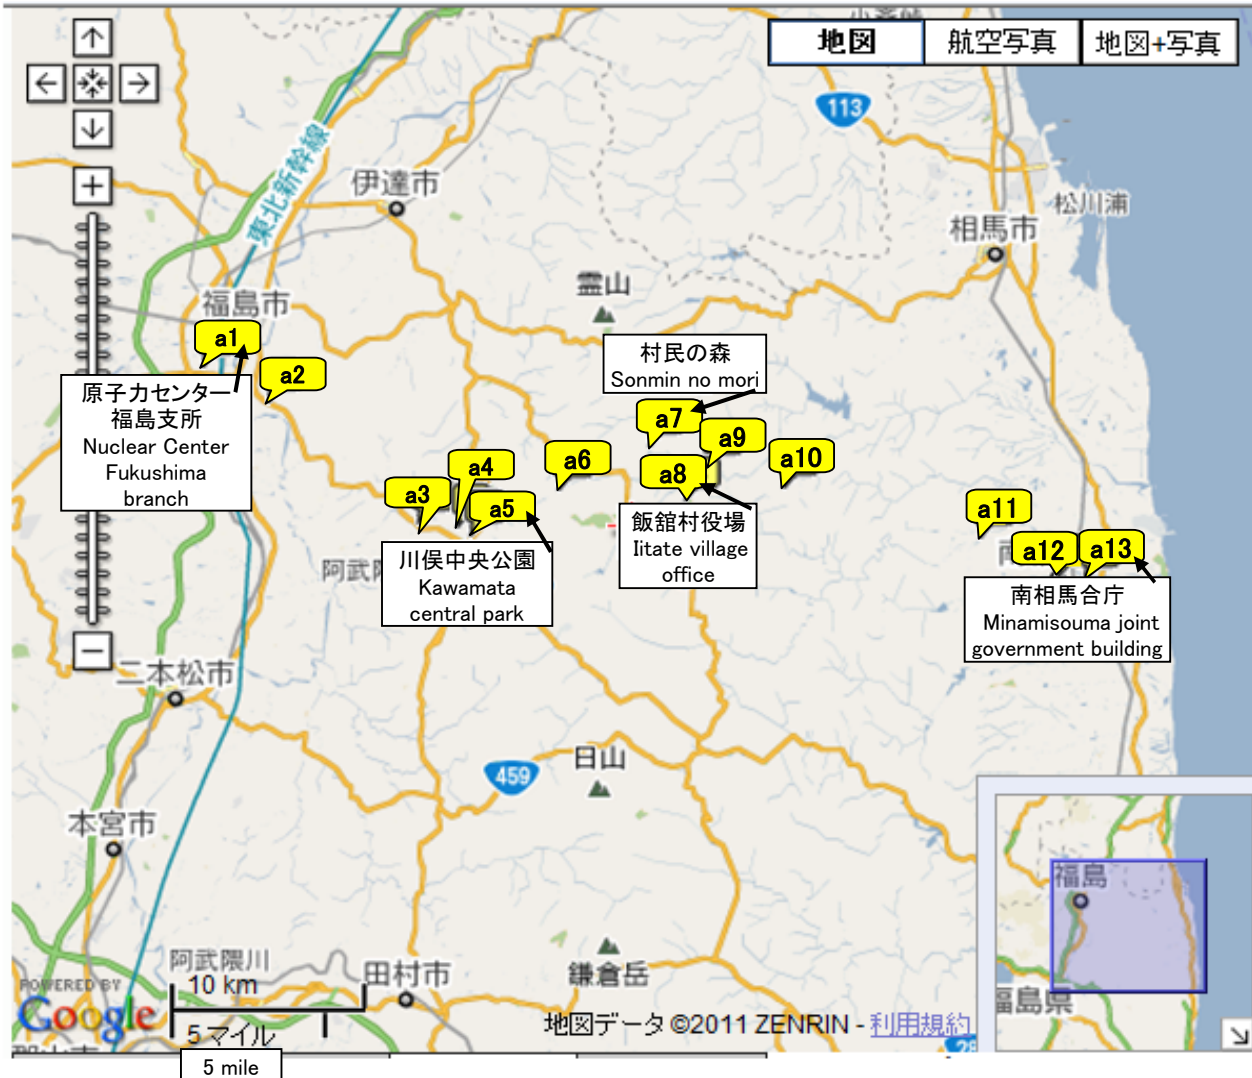 地図
航空写真
地図+写真
113
東北新幹線
伊達市
松川浦
相馬市
霊山
福島市
a1
a2
村民の森
Sonmin no mori
原子力センター
福島支所
Nuclear Center
Fukushima
branch
a7
a9
a4
a6
a8
a10
a3
a5
a11
飯舘村役場
Iitate village
office
a12
a13
川俣中央公園
Kawamata
central park
阿武
南相馬合庁
Minamisouma joint
government building
二本松市
日山
459
本宮市
福島
阿武隈川
田村市
鎌倉岳
福島県
10 km
POWERED BY
Google
5 マイル
地図データ ©2011 ZENRIN - 利用規約
5 mile